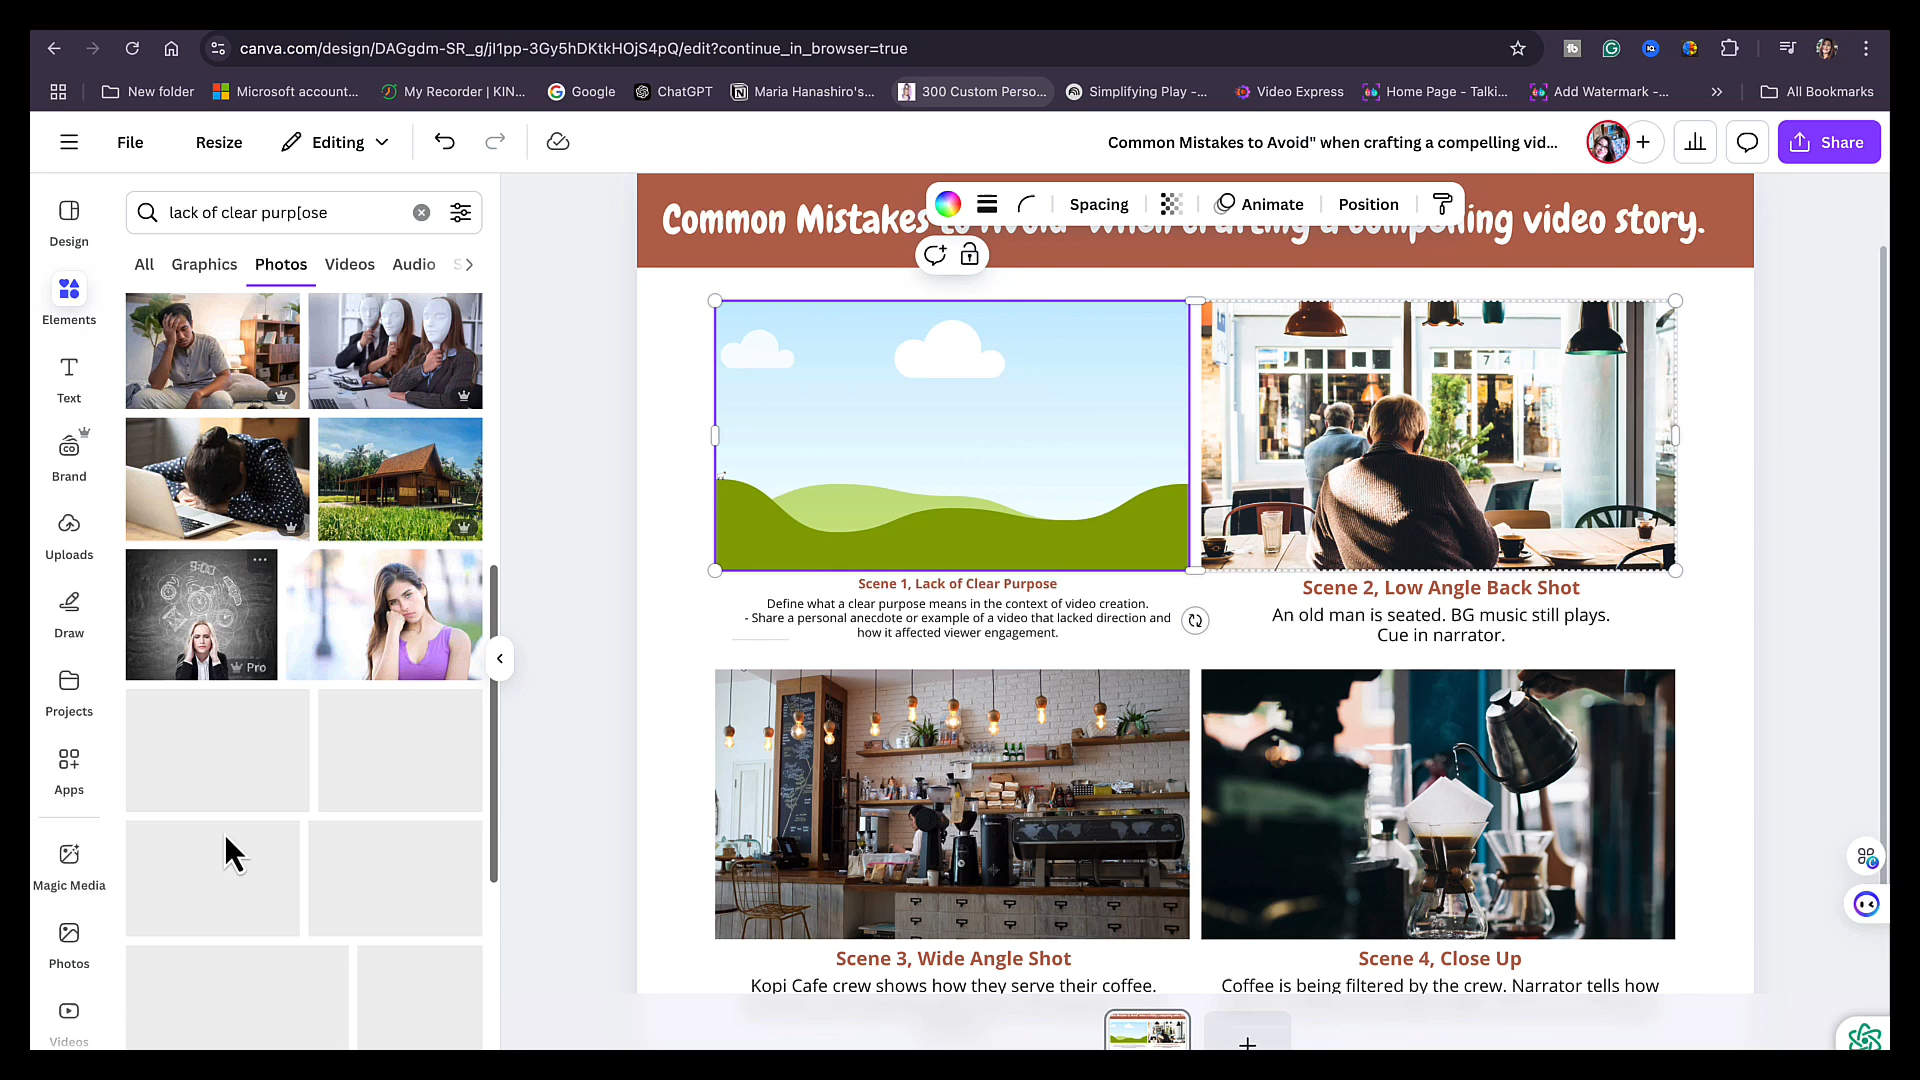 canva.com/design/DAGgdm-SR_g/jI1pp-3Gy5hDKtkHOjS4pQ/edit?continue_in_browser=true
New folder
Microsoft account...
My Recorder | KIN...
Google
ChatGPT
Maria Hanashiro's...
300 Custom Perso...
Simplifying Play -...
Video Express
Home Page - Talki...
Add Watermark -...
All Bookmarks
File
Resize
Editing
Common Mistakes to Avoid" when crafting a compelling vid...
Share
Design
Elements
Text
Brand
Uploads
Draw
Projects
Apps
Magic Media
Photos
Videos
lack of clear purp[ose
All
Graphics
Photos
Videos
Audio
S
Pro
Spacing
Animate
Position
Common Mistakes to Avoid" when crafting a compelling video story.
Scene 1, Lack of Clear Purpose
Define what a clear purpose means in the context of video creation.
- Share a personal anecdote or example of a video that lacked direction and
how it affected viewer engagement.
Scene 2, Low Angle Back Shot
An old man is seated. BG music still plays.
Cue in narrator.
Scene 3, Wide Angle Shot
Kopi Cafe crew shows how they serve their coffee.
Scene 4, Close Up
Coffee is being filtered by the crew. Narrator tells how